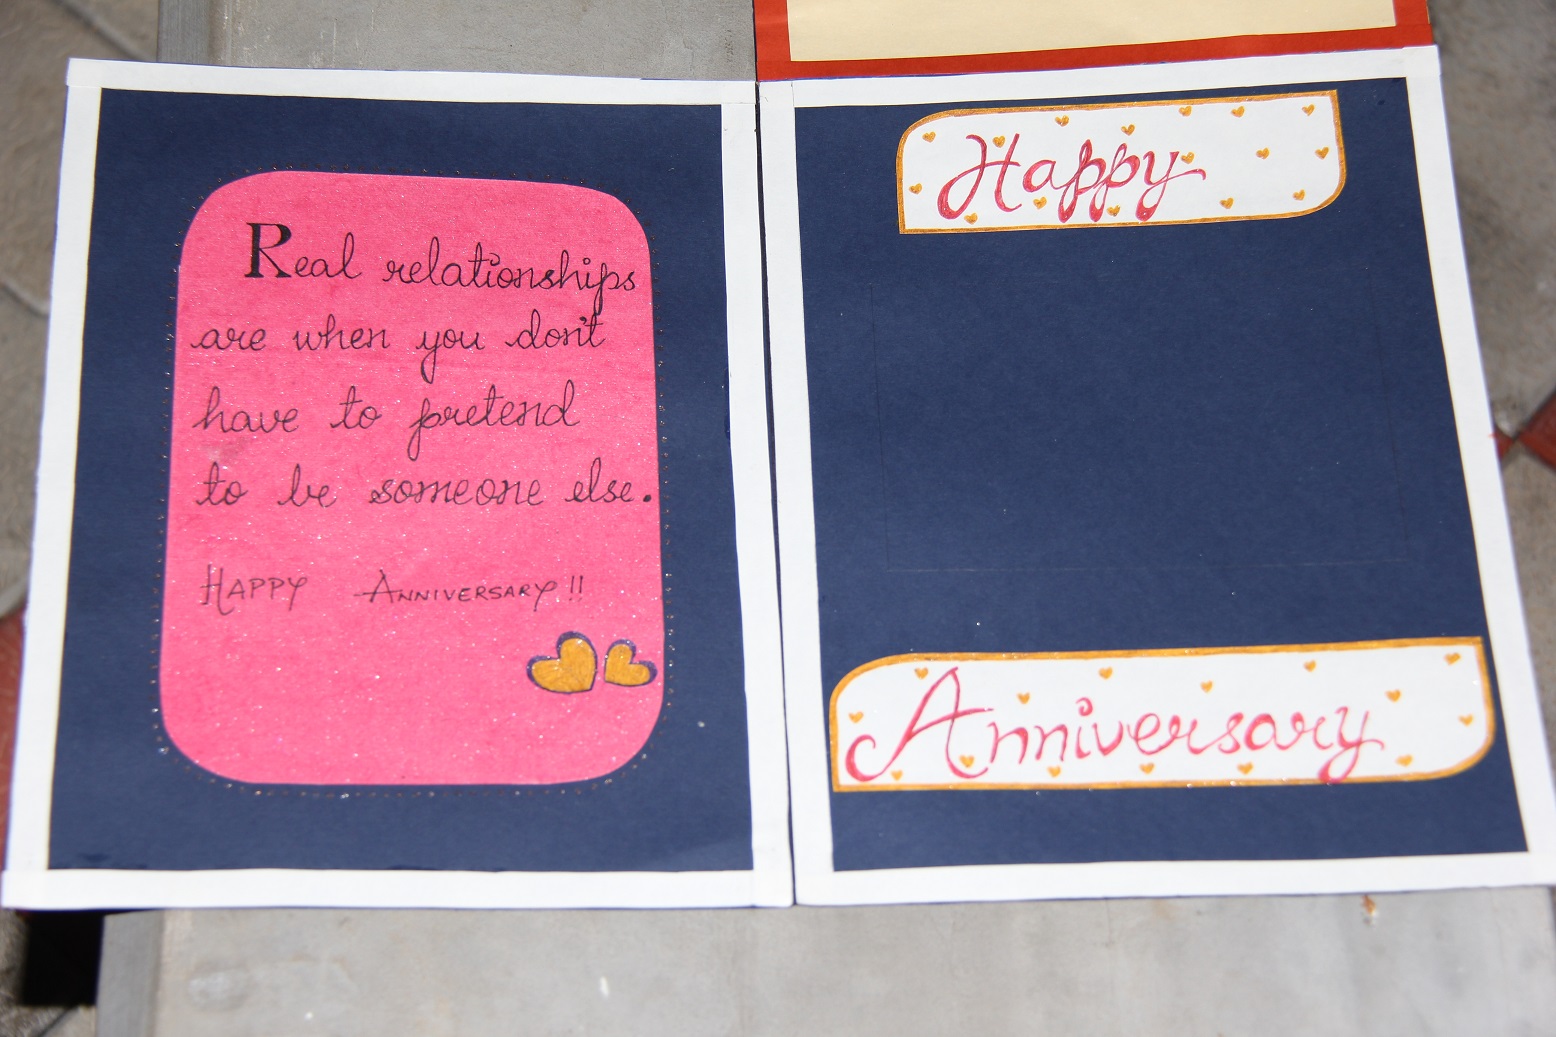 Real relationships
are when you don't
have to pretend
to be someone else.
HAPPY ANNIVERSARY!!
Happy
Anniversary